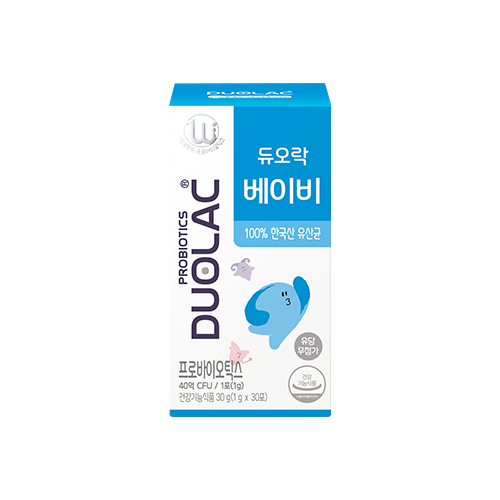 DUOLAC
듀오락
베이비
100% 한국산 유산균
PROBIOTICS
DUOLAC®
유당
무첨가
프로바이오틱스
40억 CFU / 1포(1g)
건강기능식품 30 g(1 g x 30포)
건강
기능식품